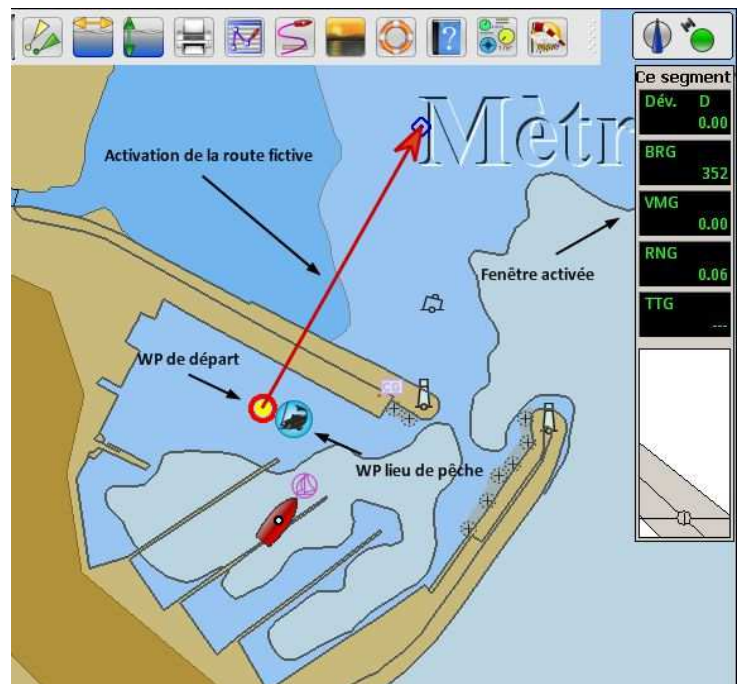 ?
Ce segment
Dév. D
0.00
BRG
352
VMG
0.00
RNG
0.06
TTG
---
Mètr
Activation de la route fictive
Fenêtre activée
WP de départ
CG
WP lieu de pêche